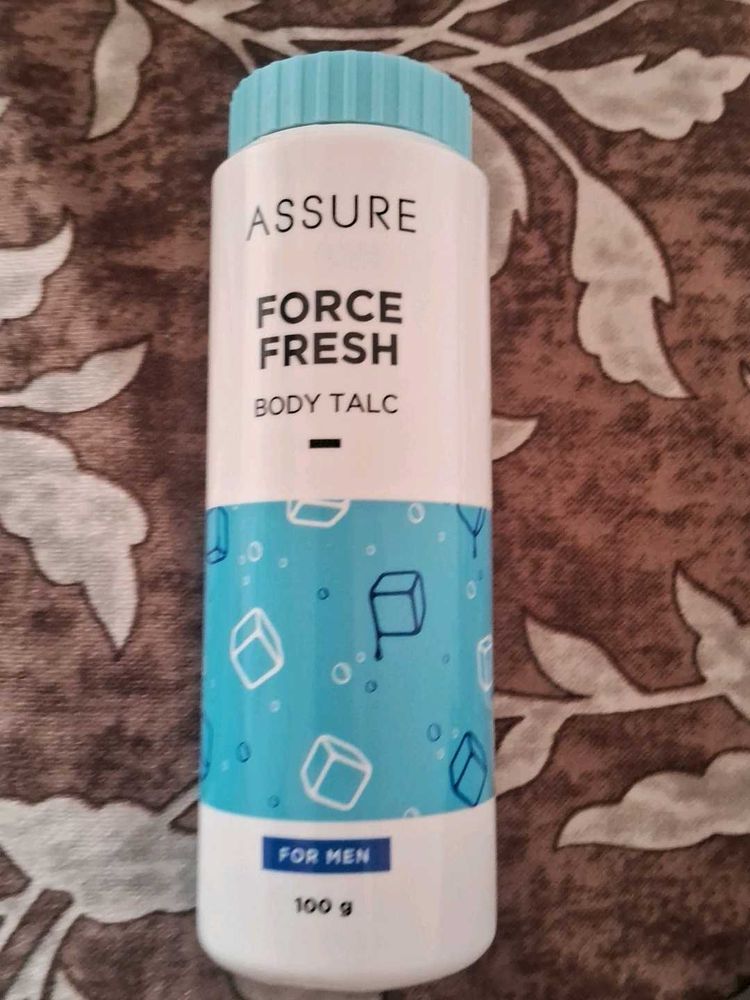 ASSURE
FORCE
FRESH
BODY TALC
FOR MEN
100 g